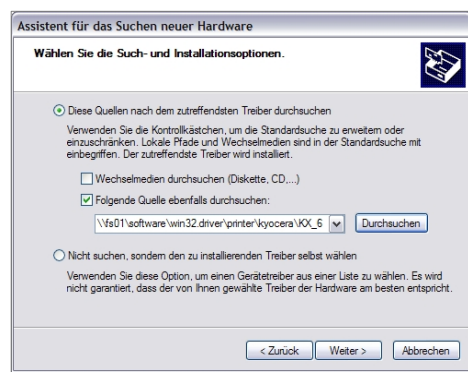 Assistent für das Suchen neuer Hardware
Wählen Sie die Such- und Installationsoptionen.
Diese Quellen nach dem zutreffendsten Treiber durchsuchen
Verwenden Sie die Kontrollkästchen, um die Standardsuche zu erweitern oder
einzuschränken. Lokale Pfade und Wechselmedien sind in der Standardsuche mit
einbegriffen. Der zutreffendste Treiber wird installiert.
Wechselmedien durchsuchen (Diskette, CD,...)
Folgende Quelle ebenfalls durchsuchen:
\\fs01\software\win32.driver\printer\kyocera\KX_6 Durchsuchen
Nicht suchen, sondern den zu installierenden Treiber selbst wählen
Verwenden Sie diese Option, um einen Gerätetreiber aus einer Liste zu wählen. Es wird
nicht garantiert, dass der von Ihnen gewählte Treiber der Hardware am besten entspricht.
< Zurück Weiter > Abbrechen